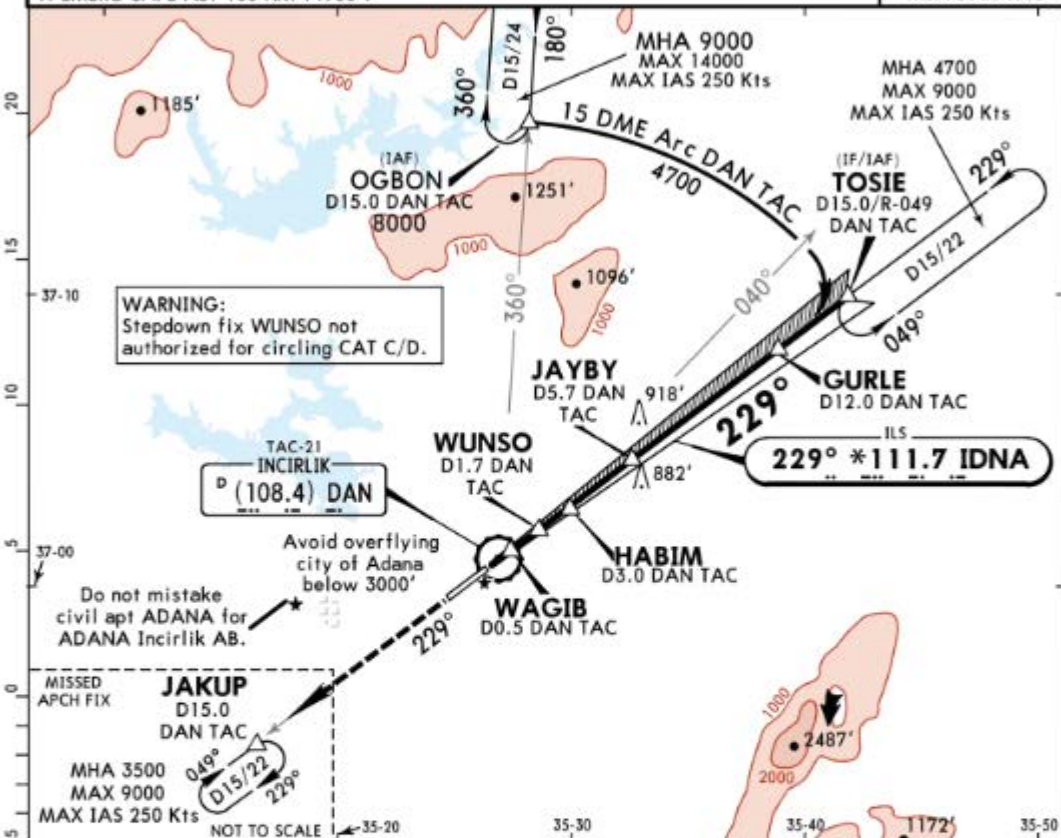 1000
MHA 9000
MAX 14000
MAX IAS 250 Kts
MHA 4700
MAX 9000
MAX IAS 250 Kts
360°
D15/24
180°
20
1185'
15 DME Arc DAN TAC
4700
(IAF)
OGBON
D15.0 DAN TAC
8000
1251'
1000
(IF/IAF)
TOSIE
D15.0/R-049
DAN TAC
229°
D15/22
049°
15
37-10
1096'
1000
360°
040°
WARNING:
Stepdown fix WUNSO not
authorized for circling CAT C/D.
JAYBY
D5.7 DAN
TAC
918'
882'
GURLE
D12.0 DAN TAC
10
229°
ILS
229° *111.7 IDNA
WUNSO
D1.7 DAN
TAC
TAC-21
INCIRLIK
D (108.4) DAN
5
37-00
Avoid overflying
city of Adana
below 3000'
HABIM
D3.0 DAN TAC
WAGIB
D0.5 DAN TAC
Do not mistake
civil apt ADANA for
ADANA Incirlik AB.
229°
0
MISSED
APCH FIX
JAKUP
D15.0
DAN TAC
049°
D15/22
229°
MHA 3500
MAX 9000
MAX IAS 250 Kts
NOT TO SCALE
1000
2487'
2000
1172'
5
35-20
35-30
35-40
35-50